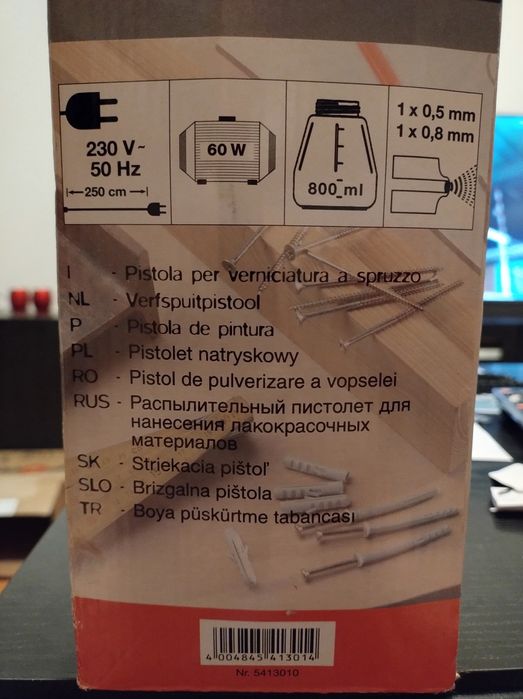 230 V~
50 Hz
250 cm
60 W
800 ml
1 x 0,5 mm
1 x 0,8 mm
I - Pistola per verniciatura a spruzzo
NL - Verfspuitpistool
P - Pistola de pintura
PL - Pistolet natryskowy
RO - Pistol de pulverizare a vopselei
RUS - Распылительный пистолет для
нанесения лакокрасочных
материалов
SK - Striekacia pištoľ
SLO - Brizgalna pištola
TR - Boya püskürtme tabancası
4 004845 413014
Nr. 5413010